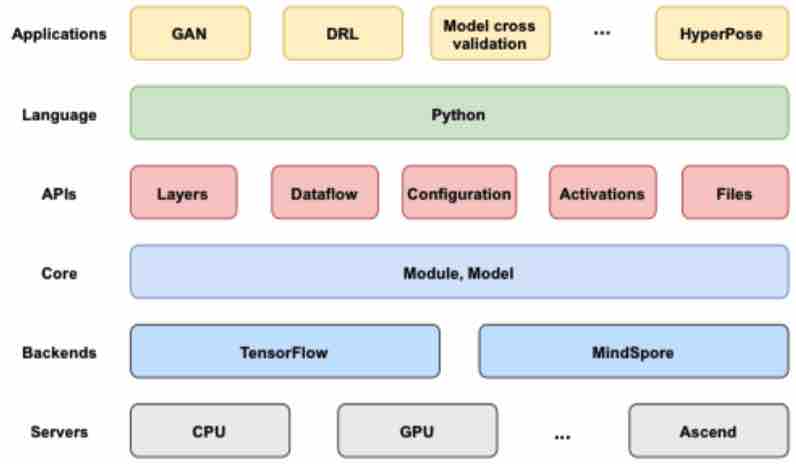 Applications GAN DRL Model cross validation ... HyperPose
Language Python
APIs Layers Dataflow Configuration Activations Files
Core Module, Model
Backends TensorFlow MindSpore
Servers CPU GPU ... Ascend